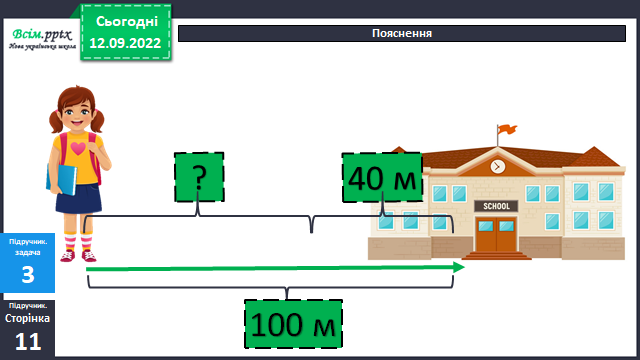 Всім.pptx
Нова українська школа
Сьогодні
12.09.2022
Пояснення
?
40 м
SCHOOL
100 м
Підручник.
задача
3
Підручник.
Сторінка
11